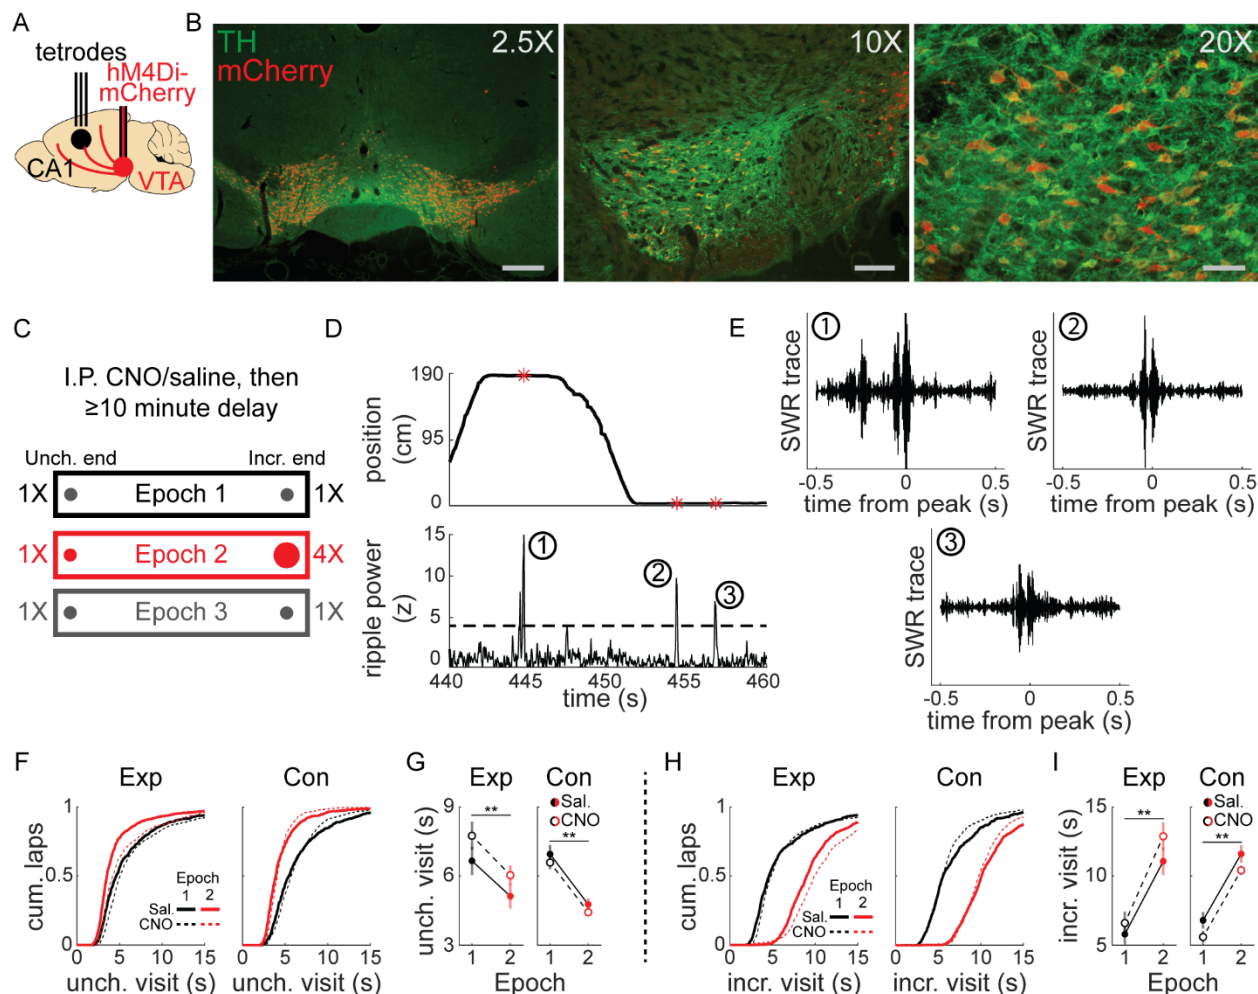 A
tetrodes
hM4Di-
mCherry
CA1
VTA
B
TH
mCherry
2.5X
10X
20X
C
I.P. CNO/saline, then
≥10 minute delay
Unch. end
Incr. end
1X
Epoch 1
1X
1X
Epoch 2
4X
1X
Epoch 3
1X
D
position
(cm)
190
95
0
ripple power
(z)
15
10
5
0
1
2
3
440
445
450
455
460
time (s)
E
1
SWR trace
-0.5
0
0.5
time from peak (s)
2
SWR trace
-0.5
0
0.5
time from peak (s)
3
SWR trace
-0.5
0
0.5
time from peak (s)
F
Exp
Con
cum. laps
1
0.5
0
Epoch
1 2
Sal.
CNO
0 5 10 15
unch. visit (s)
0 5 10 15
unch. visit (s)
G
Exp
Con
Sal.
CNO
unch. visit (s)
9
6
3
**
**
1 2
1 2
Epoch
H
Exp
Con
cum. laps
1
0.5
0
Epoch
1 2
Sal.
CNO
0 5 10 15
incr. visit (s)
0 5 10 15
incr. visit (s)
I
Exp
Con
Sal.
CNO
incr. visit (s)
15
10
5
**
**
1 2
1 2
Epoch